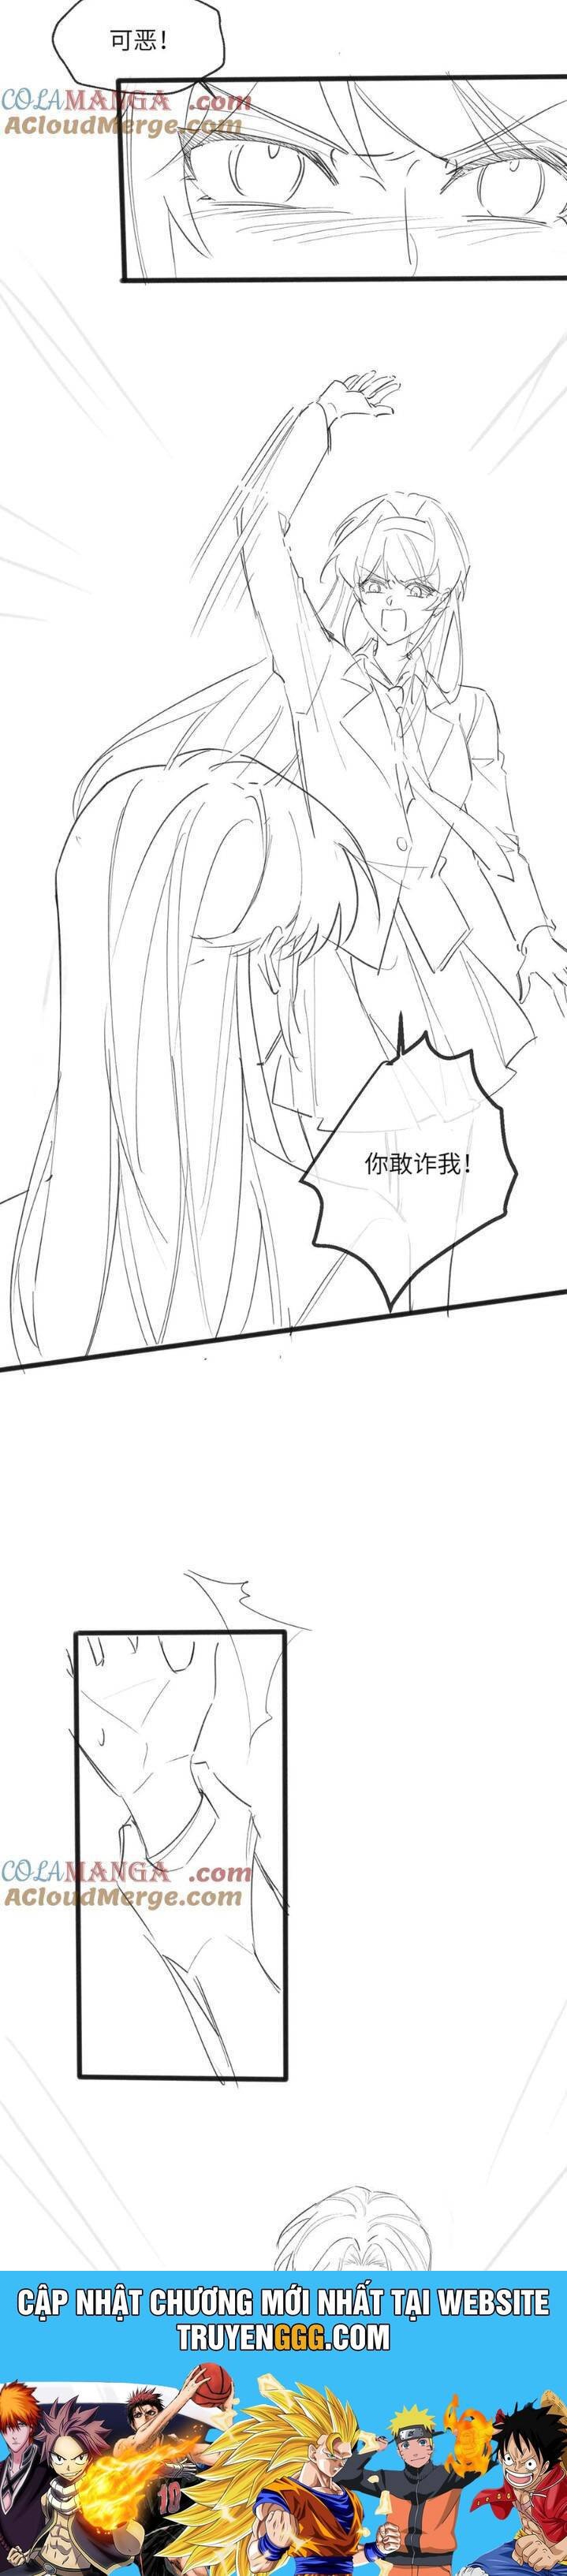 可恶！
COLAMANGA.com
ACloudMerge.com
你敢诈我！
COLAMANGA.com
ACloudMerge.com
CẬP NHẬT CHƯƠNG MỚI NHẤT TẠI WEBSITE
TRUYENGGG.COM
10